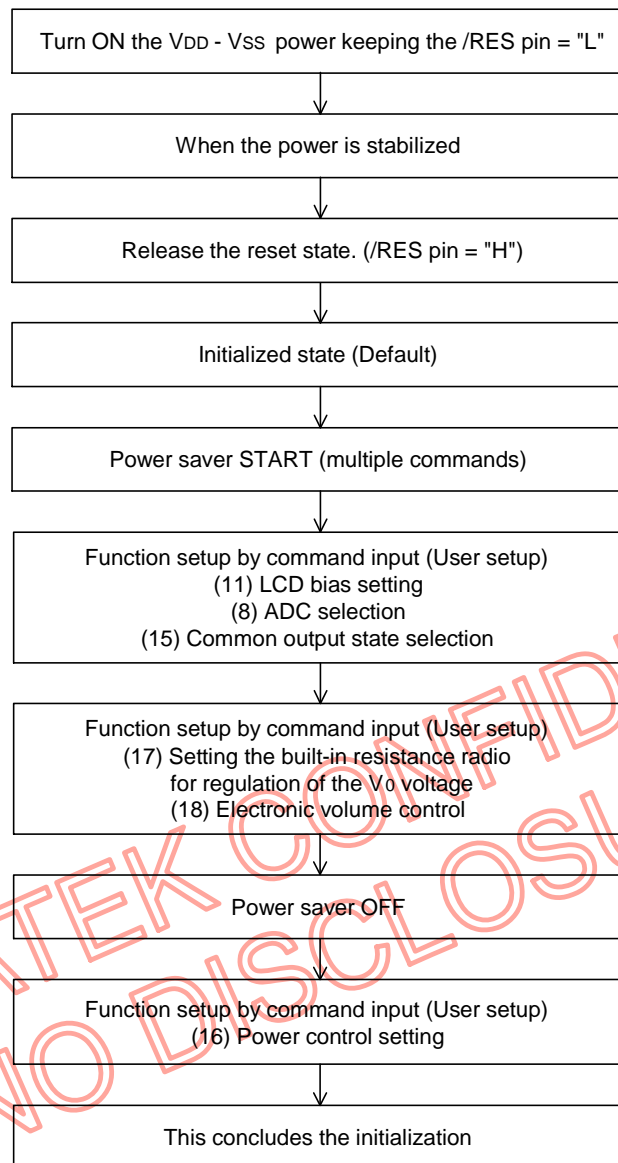 Turn ON the VDD - VSS power keeping the /RES pin = "L"
When the power is stabilized
Release the reset state. (/RES pin = "H")
Initialized state (Default)
Power saver START (multiple commands)
Function setup by command input (User setup)
(11) LCD bias setting
(8) ADC selection
(15) Common output state selection
Function setup by command input (User setup)
(17) Setting the built-in resistance radio
for regulation of the V0 voltage
(18) Electronic volume control
Power saver OFF
Function setup by command input (User setup)
(16) Power control setting
This concludes the initialization